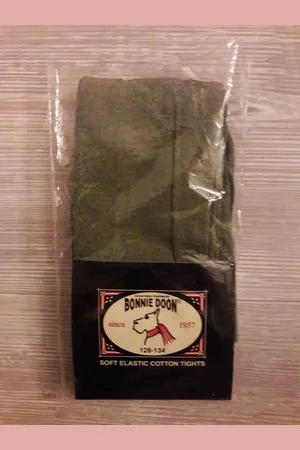 BONNIE DOON®
since 1957
128-134
SOFT ELASTIC COTTON TIGHTS